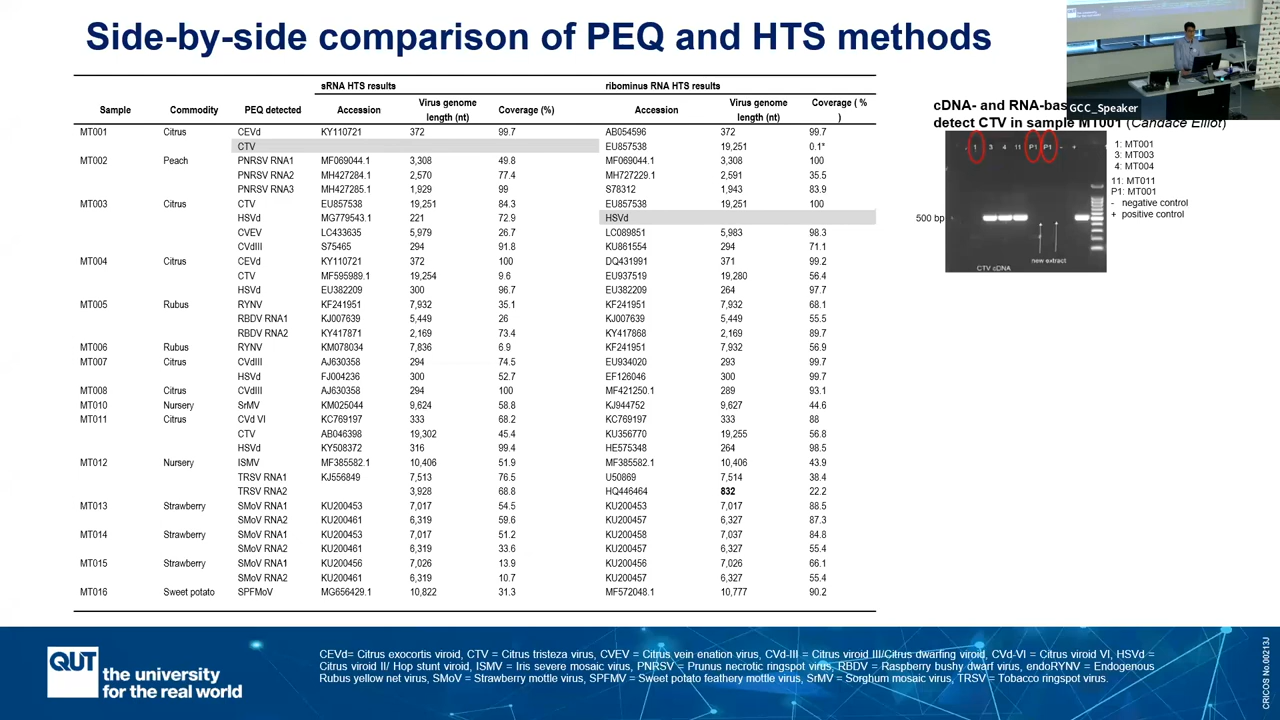 Side-by-side comparison of PEQ and HTS methods
sRNA HTS results ribominus RNA HTS results
Sample Commodity PEQ detected Accession Virus genome length (nt) Coverage (%) Accession Virus genome length (nt) Coverage ( % )
MT001 Citrus CEVd KY110721 372 99.7 AB054596 372 99.7
CTV EU857538 19,251 0.1*
MT002 Peach PNRSV RNA1 MF069044.1 3,308 49.8 MF069044.1 3,308 100
PNRSV RNA2 MH427284.1 2,570 77.4 MH727229.1 2,591 35.5
PNRSV RNA3 MH427285.1 1,929 99 S78312 1,943 83.9
MT003 Citrus CTV EU857538 19,251 84.3 EU857538 19,251 100
HSVd MG779543.1 221 72.9 HSVd
CVEV LC433635 5,979 26.7 LC089851 5,983 98.3
CVdIII S75465 294 91.8 KU861554 294 71.1
MT004 Citrus CEVd KY110721 372 100 DQ431991 371 99.2
CTV MF595989.1 19,254 9.6 EU937519 19,280 56.4
HSVd EU382209 300 96.7 EU382209 264 97.7
MT005 Rubus RYNV KF241951 7,932 35.1 KF241951 7,932 68.1
RBDV RNA1 KJ007639 5,449 26 KJ007639 5,449 55.5
RBDV RNA2 KJ417871 2,169 73.4 KY417868 2,169 89.7
MT006 Rubus RYNV KM078034 7,836 6.9 KF241951 7,932 56.9
MT007 Citrus CVdIII AJ630358 294 74.5 EU934020 293 99.7
HSVd FJ004236 300 52.7 EF126046 300 99.7
MT008 Citrus CVdIII AJ630358 294 100 MF421250.1 289 93.1
MT010 Nursery SrMV KM025044 9,624 58.8 KJ944752 9,627 44.6
MT011 Citrus CVd VI KC769197 333 68.2 KC769197 333 88
CTV AB046398 19,302 45.4 KU356770 19,255 56.8
HSVd KY508372 316 99.4 HE575348 264 98.5
MT012 Nursery ISMV MF385582.1 10,406 51.9 MF385582.1 10,406 43.9
TRSV RNA1 KJ556849 7,513 76.5 U50869 7,514 38.4
TRSV RNA2 3,928 68.8 HQ446464 832 22.2
MT013 Strawberry SMoV RNA1 KU200453 7,017 54.5 KU200453 7,017 88.5
SMoV RNA2 KU200461 6,319 59.6 KU200457 6,327 87.3
MT014 Strawberry SMoV RNA1 KU200453 7,017 51.2 KU200458 7,037 84.8
SMoV RNA2 KU200461 6,319 33.6 KU200457 6,327 55.4
MT015 Strawberry SMoV RNA1 KU200456 7,026 13.9 KU200456 7,026 66.1
SMoV RNA2 KU200461 6,319 10.7 KU200457 6,327 55.4
MT016 Sweet potato SPFMoV MG656429.1 10,822 31.3 MF572048.1 10,777 90.2
GCC_Speaker
cDNA- and RNA-bas
detect CTV in sample MT001 (Candace Elliot)
1 3 4 11 P1 P1 - +
500 bp
new extract
CTV cDNA
1: MT001
3: MT003
4: MT004
11: MT011
P1: MT001
- negative control
+ positive control
QUT
the university
for the real world
CEVd= Citrus exocortis viroid, CTV = Citrus tristeza virus, CVEV = Citrus vein enation virus, CVd-III = Citrus viroid III/Citrus dwarfing viroid, CVd-VI = Citrus viroid VI, HSVd =
Citrus viroid II/ Hop stunt viroid, ISMV = Iris severe mosaic virus, PNRSV = Prunus necrotic ringspot virus, RBDV = Raspberry bushy dwarf virus, endoRYNV = Endogenous
Rubus yellow net virus, SMoV = Strawberry mottle virus, SPFMV = Sweet potato feathery mottle virus, SrMV = Sorghum mosaic virus, TRSV = Tobacco ringspot virus.
CRICOS No.00213J